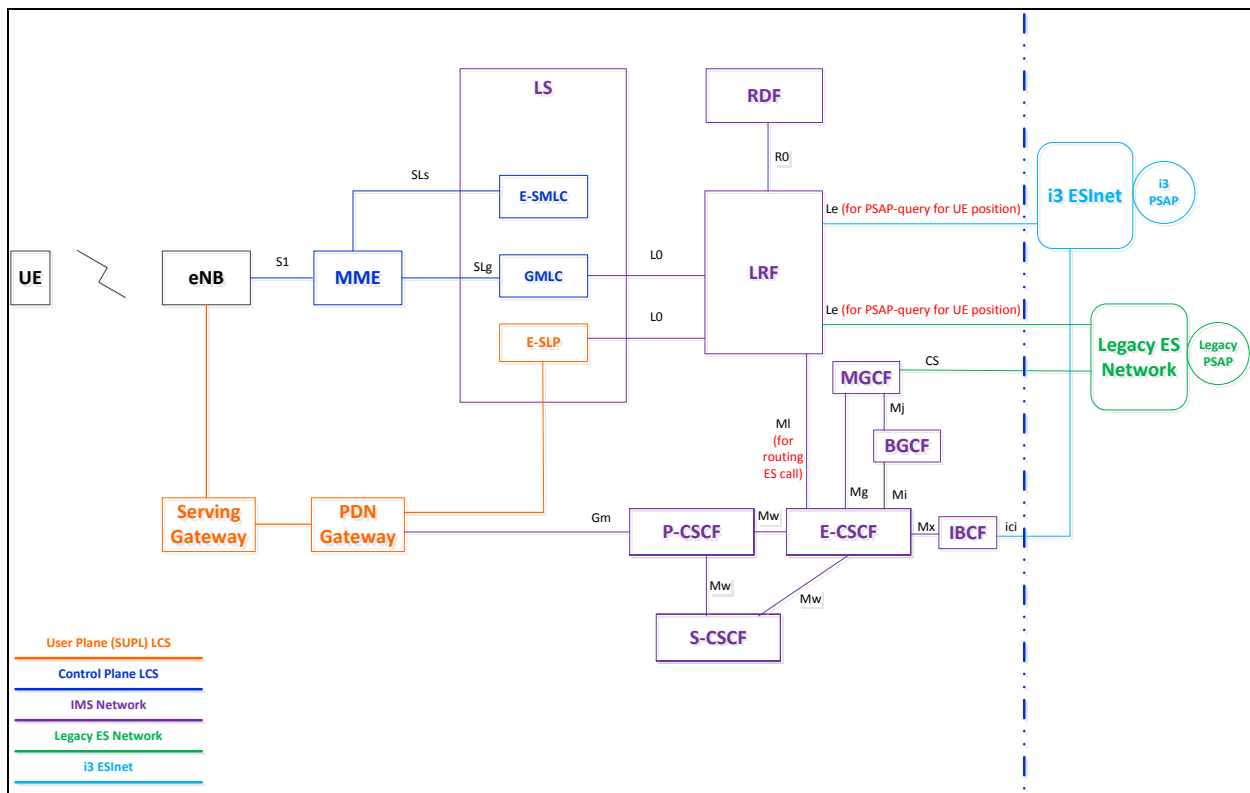 LS
RDF
R0
SLs
E-SMLC
i3 ESInet
i3
PSAP
Le (for PSAP-query for UE position)
UE
eNB
S1
MME
SLg
GMLC
L0
LRF
E-SLP
L0
Le (for PSAP-query for UE position)
Legacy ES
Network
Legacy
PSAP
CS
MGCF
Mj
Ml
(for
routing
ES call)
BGCF
Mg
Mi
Serving
Gateway
PDN
Gateway
Gm
P-CSCF
Mw
E-CSCF
Mx
IBCF
ici
Mw
Mw
S-CSCF
User Plane (SUPL) LCS
Control Plane LCS
IMS Network
Legacy ES Network
i3 ESInet